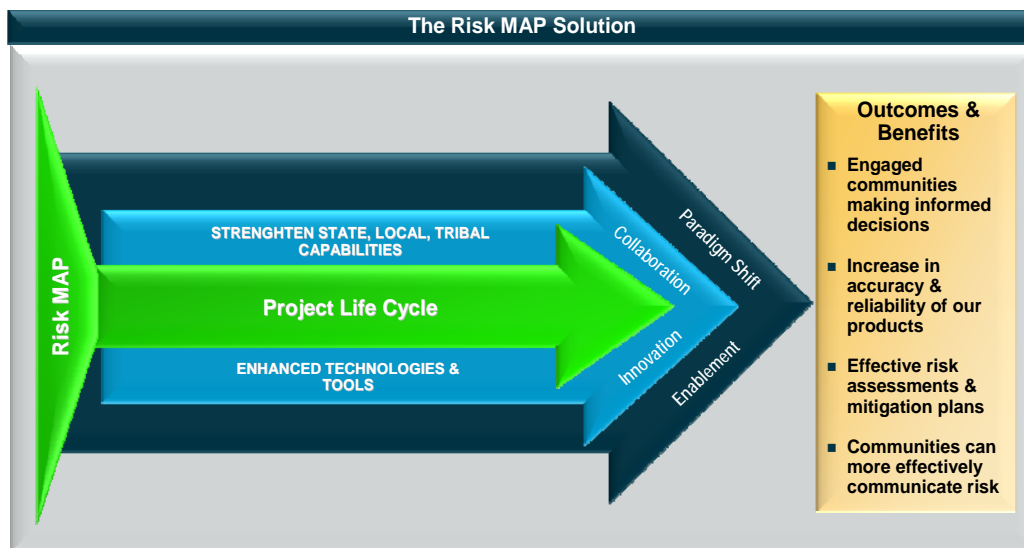 The Risk MAP Solution
Risk MAP
STRENGHTEN STATE, LOCAL, TRIBAL
CAPABILITIES
Project Life Cycle
ENHANCED TECHNOLOGIES &
TOOLS
Collaboration
Innovation
Paradigm Shift
Enablement
Outcomes &
Benefits
■ Engaged
communities
making informed
decisions
■ Increase in
accuracy &
reliability of our
products
■ Effective risk
assessments &
mitigation plans
■ Communities can
more effectively
communicate risk